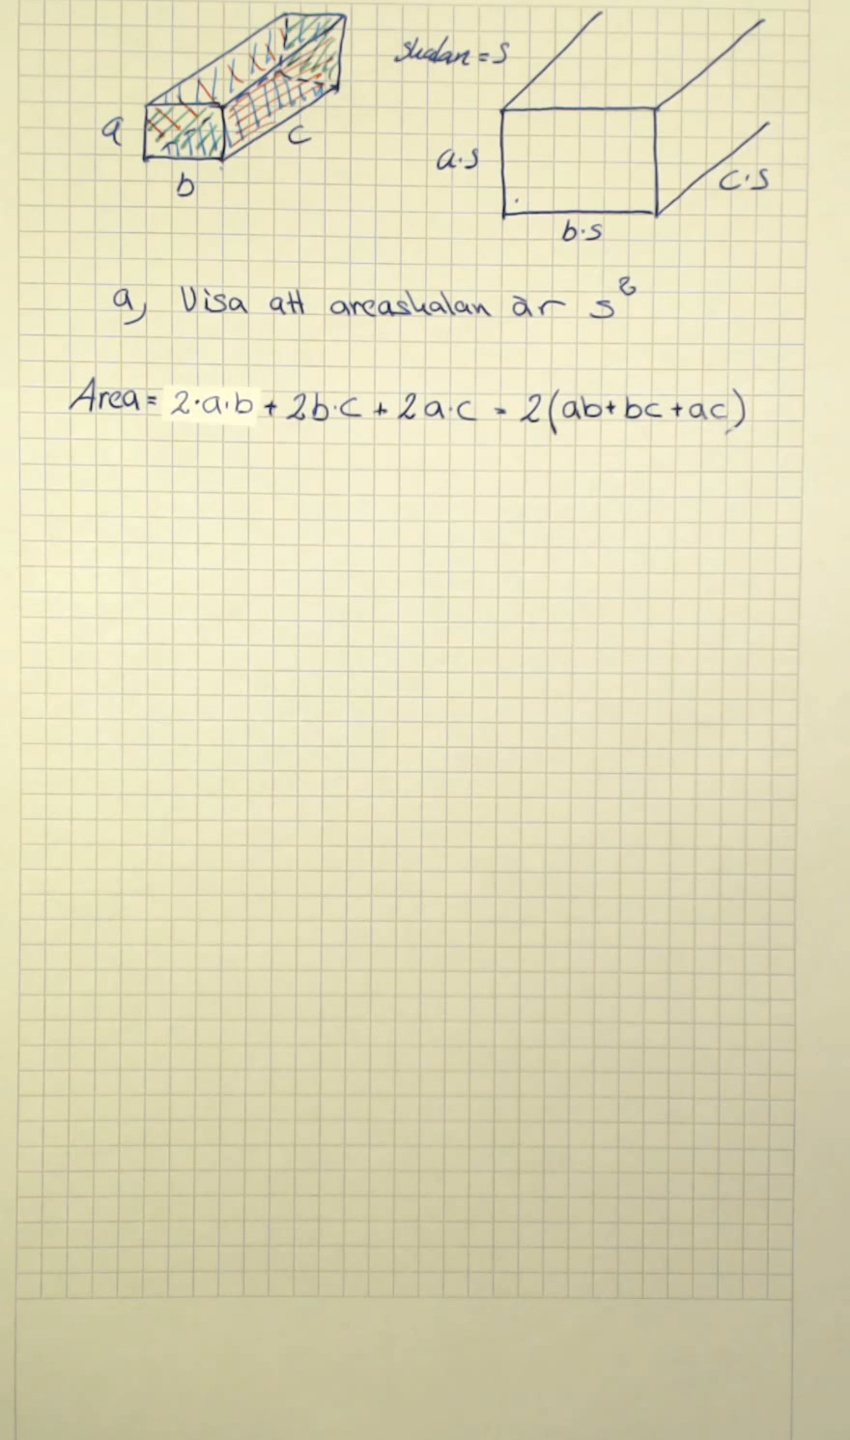 skalan = s
a
b
c
a·s
b·s
c·s
a) Visa att areaskalan är s²
Area = 2·a·b + 2b·c + 2a·c = 2(ab+bc+ac)